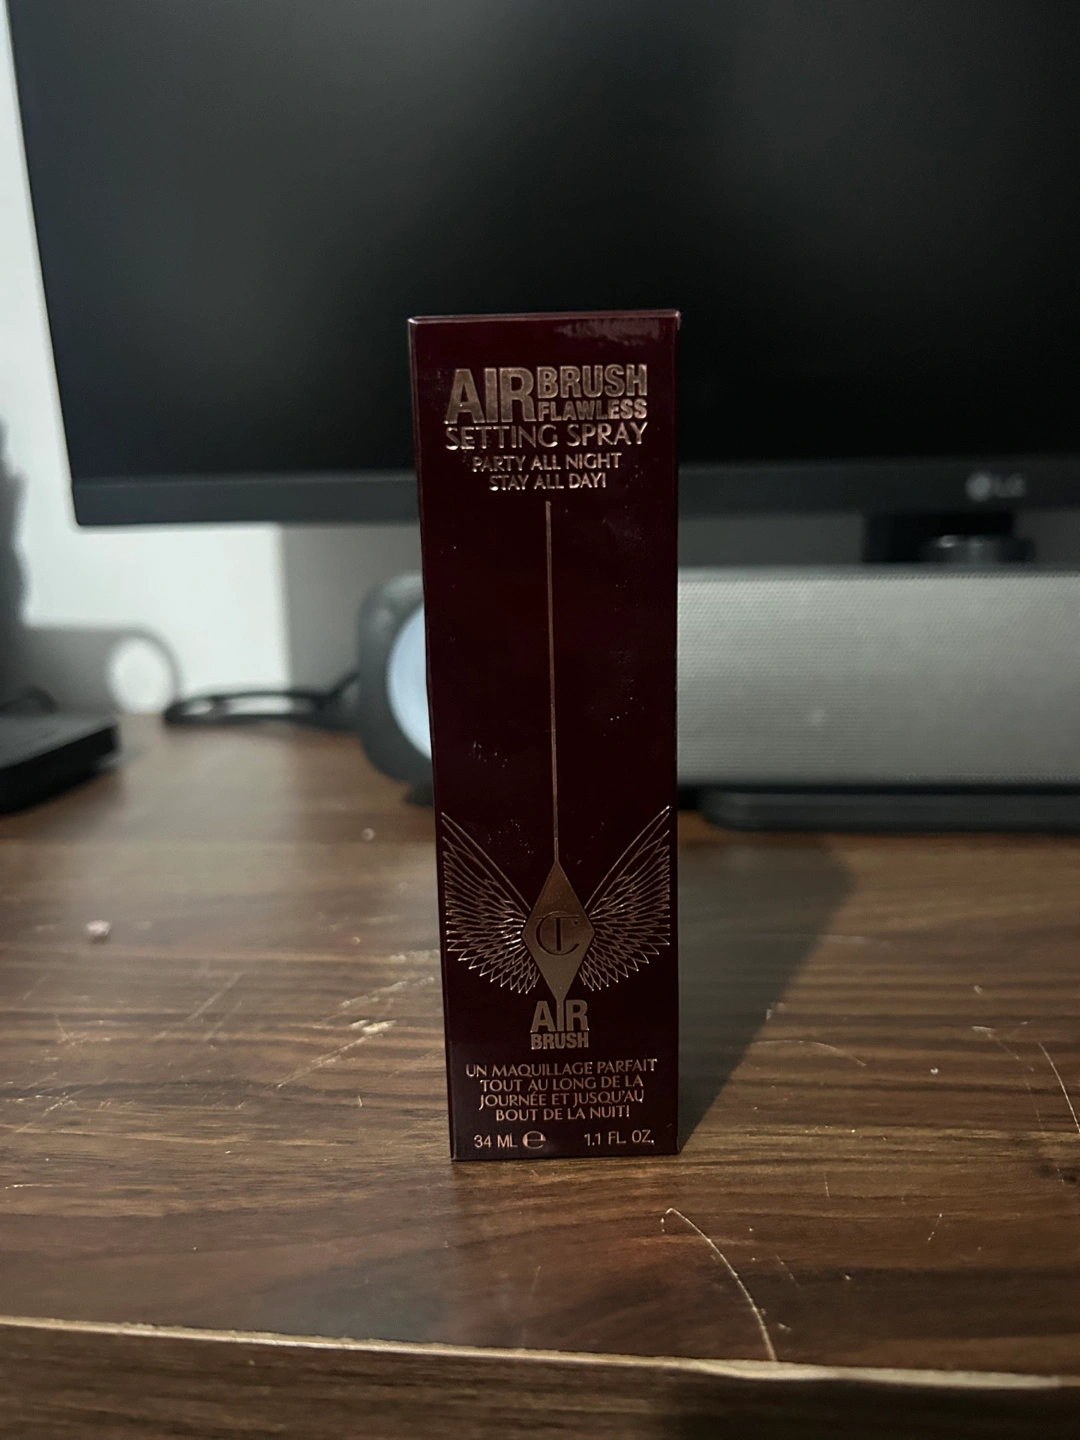 AIRBRUSH
FLAWLESS
SETTING SPRAY
PARTY ALL NIGHT
STAY ALL DAY!
LG
CT
AIR
BRUSH
UN MAQUILLAGE PARFAIT
TOUT AU LONG DE LA
JOURNÉE ET JUSQU'AU
BOUT DE LA NUIT!
34 ML ℮ 1.1 FL. OZ.